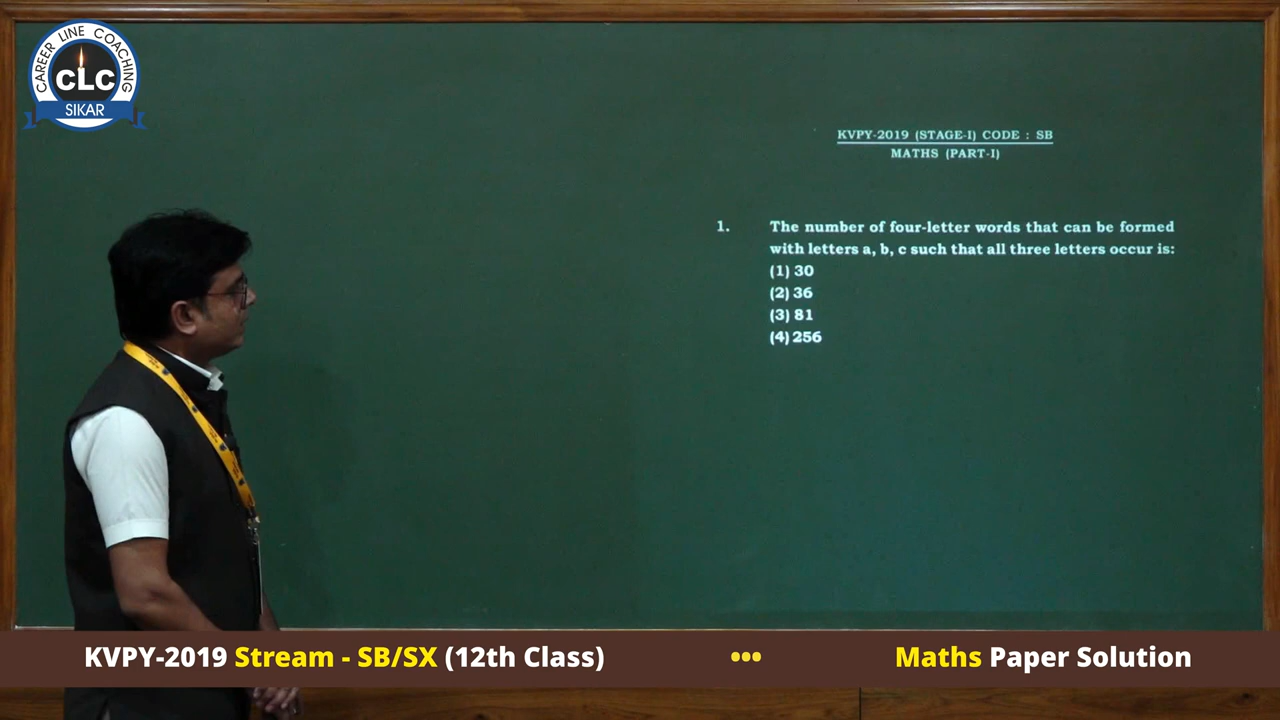 CAREER LINE COACHING
CLC
SIKAR
KVPY-2019 (STAGE-I) CODE : SB
MATHS (PART-I)
1. The number of four-letter words that can be formed
with letters a, b, c such that all three letters occur is:
(1) 30
(2) 36
(3) 81
(4) 256
KVPY-2019 Stream - SB/SX (12th Class) ••• Maths Paper Solution